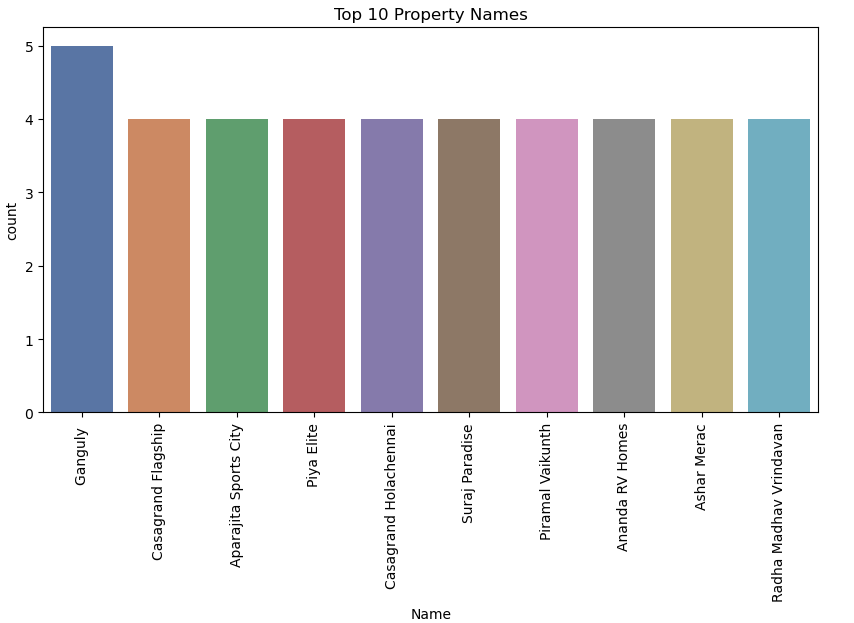 Top 10 Property Names
count
5
4
3
2
1
0
Ganguly
Casagrand Flagship
Aparajita Sports City
Piya Elite
Casagrand Holachennai
Suraj Paradise
Piramal Vaikunth
Ananda RV Homes
Ashar Merac
Radha Madhav Vrindavan
Name